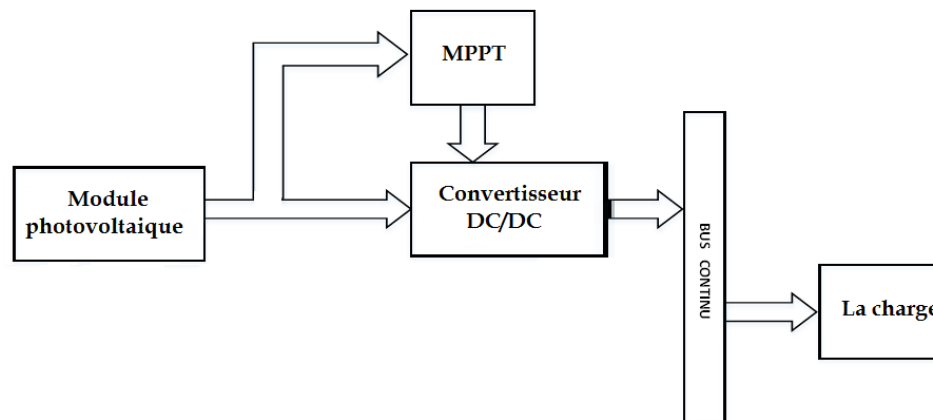 MPPT
Module
photovoltaique
Convertisseur
DC/DC
BUS CONTINU
La charge